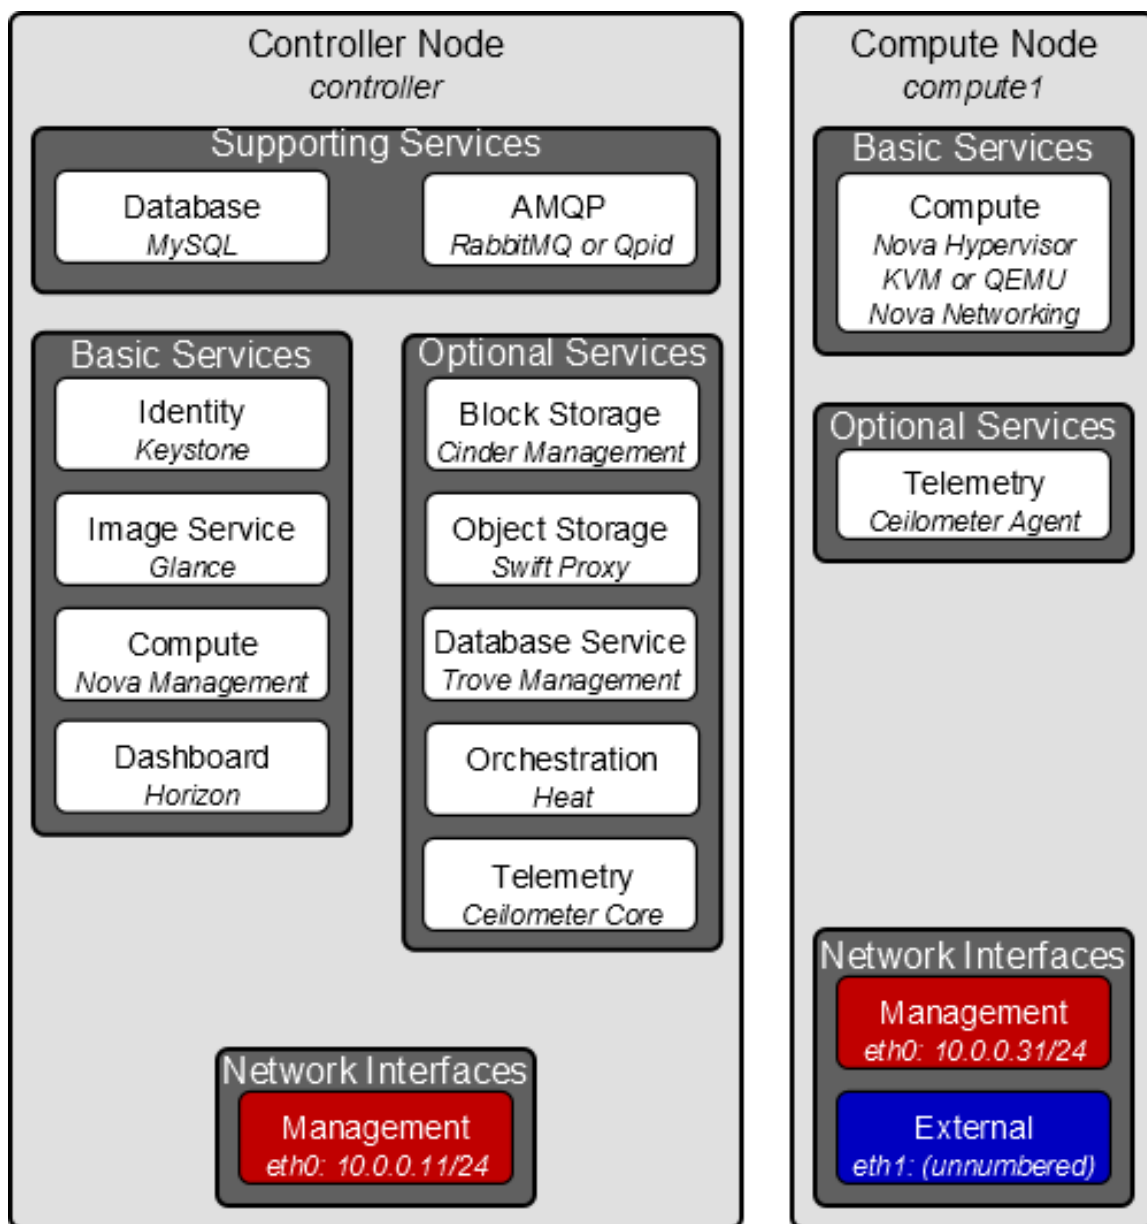 Controller Node
controller
Supporting Services
Database
MySQL
AMQP
RabbitMQ or Qpid
Basic Services
Identity
Keystone
Image Service
Glance
Compute
Nova Management
Dashboard
Horizon
Optional Services
Block Storage
Cinder Management
Object Storage
Swift Proxy
Database Service
Trove Management
Orchestration
Heat
Telemetry
Ceilometer Core
Network Interfaces
Management
eth0: 10.0.0.11/24
Compute Node
compute1
Basic Services
Compute
Nova Hypervisor
KVM or QEMU
Nova Networking
Optional Services
Telemetry
Ceilometer Agent
Network Interfaces
Management
eth0: 10.0.0.31/24
External
eth1: (unnumbered)